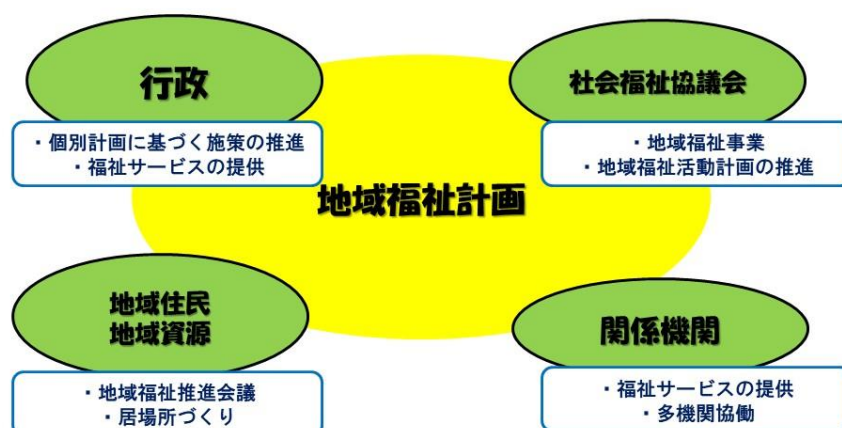 行政
・個別計画に基づく施策の推進
・福祉サービスの提供
社会福祉協議会
・地域福祉事業
・地域福祉活動計画の推進
地域福祉計画
地域住民
地域資源
・地域福祉推進会議
・居場所づくり
関係機関
・福祉サービスの提供
・多機関協働